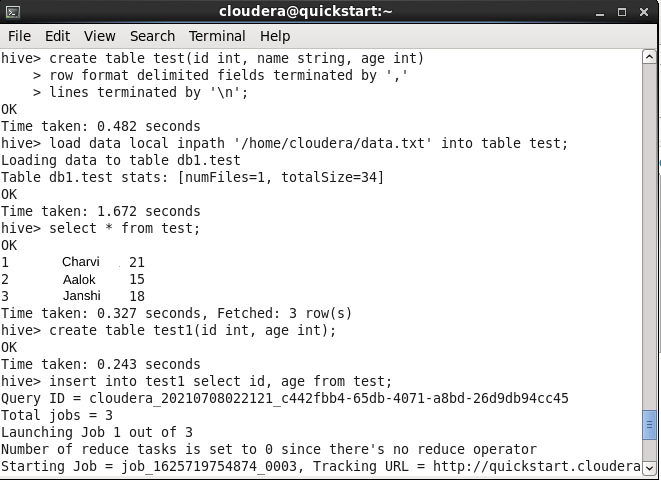 cloudera@quickstart:~
File Edit View Search Terminal Help
hive> create table test(id int, name string, age int)
    > row format delimited fields terminated by ','
    > lines terminated by '\n';
OK
Time taken: 0.482 seconds
hive> load data local inpath '/home/cloudera/data.txt' into table test;
Loading data to table db1.test
Table db1.test stats: [numFiles=1, totalSize=34]
OK
Time taken: 1.672 seconds
hive> select * from test;
OK
1 Charvi 21
2 Aalok 15
3 Janshi 18
Time taken: 0.327 seconds, Fetched: 3 row(s)
hive> create table test1(id int, age int);
OK
Time taken: 0.243 seconds
hive> insert into test1 select id, age from test;
Query ID = cloudera_20210708022121_c442fbb4-65db-4071-a8bd-26d9db94cc45
Total jobs = 3
Launching Job 1 out of 3
Number of reduce tasks is set to 0 since there's no reduce operator
Starting Job = job_1625719754874_0003, Tracking URL = http://quickstart.cloudera